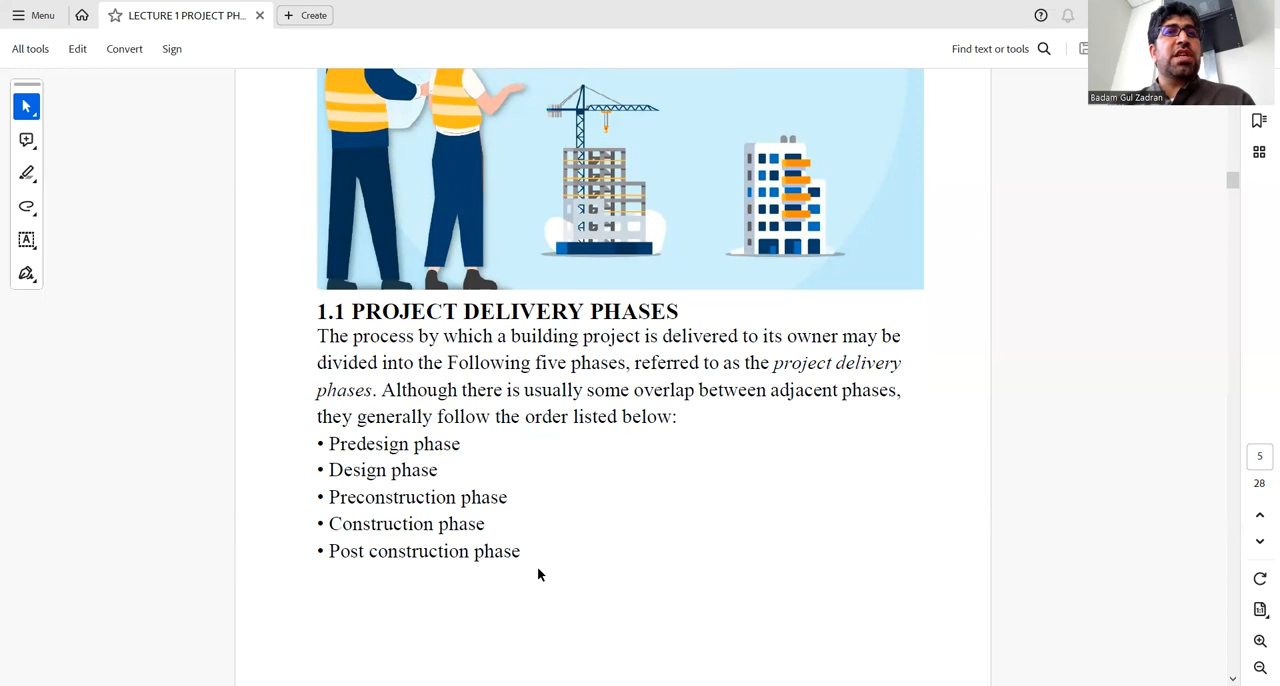 Menu
LECTURE 1 PROJECT PH...
Create
All tools
Edit
Convert
Sign
Find text or tools
Badam Gul Zadran
1.1 PROJECT DELIVERY PHASES
The process by which a building project is delivered to its owner may be
divided into the Following five phases, referred to as the project delivery
phases. Although there is usually some overlap between adjacent phases,
they generally follow the order listed below:
• Predesign phase
• Design phase
• Preconstruction phase
• Construction phase
• Post construction phase
5
28